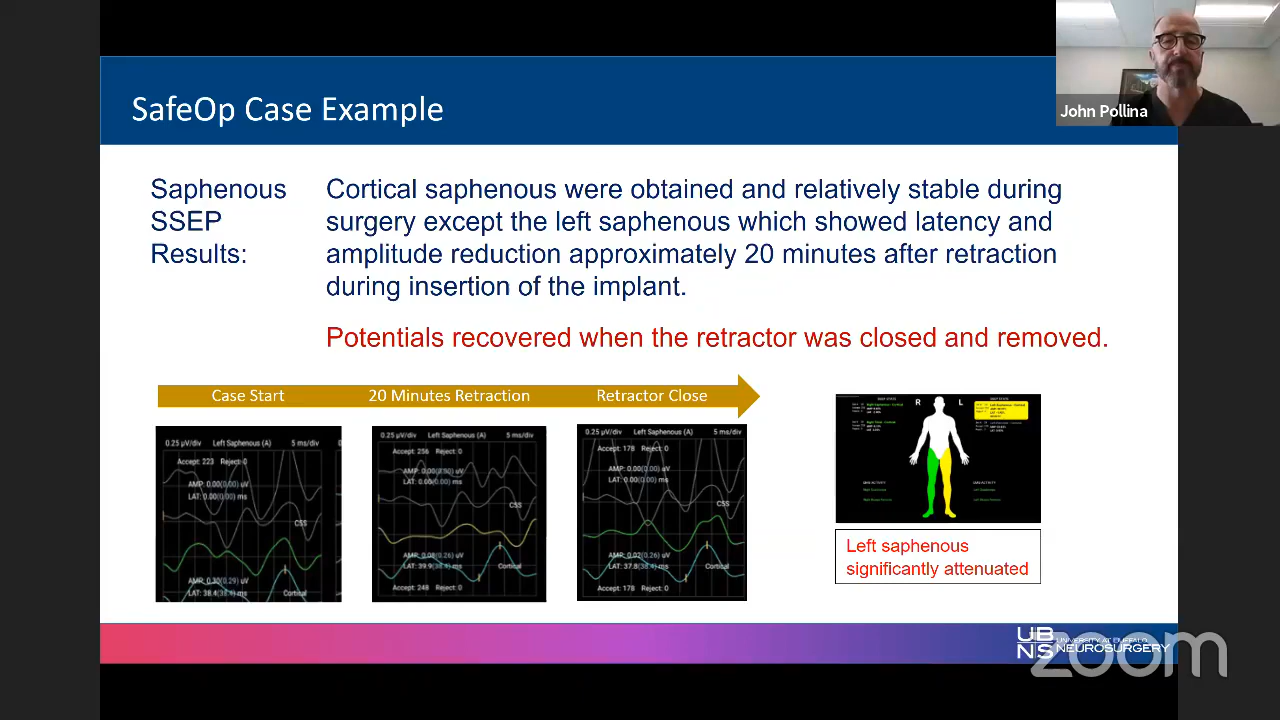 John Pollina
SafeOp Case Example
Saphenous
SSEP
Results:
Cortical saphenous were obtained and relatively stable during
surgery except the left saphenous which showed latency and
amplitude reduction approximately 20 minutes after retraction
during insertion of the implant.
Potentials recovered when the retractor was closed and removed.
Case Start
20 Minutes Retraction
Retractor Close
0.25 µV/div Left Saphenous (A) 5 ms/div
Accept: 223 Reject: 0
AMP: 0.00(0.00) uV
LAT: 0.00(0.00) ms
CS5
AMP: 0.30(0.29) uV
LAT: 38.4(38.4) ms
Cortical
0.25 µV/div Left Saphenous (A) 5 ms/div
Accept: 256 Reject: 0
AMP: 0.00(0.00) uV
LAT: 0.00(0.00) ms
CS5
AMP: 0.08(0.26) uV
LAT: 39.9(38.4) ms
Cortical
Accept: 248 Reject: 0
0.25 µV/div Left Saphenous (A) 5 ms/div
Accept: 178 Reject: 0
AMP: 0.00(0.00) uV
LAT: 0.00(0.00) ms
CS5
AMP: 0.02(0.26) uV
LAT: 37.8(38.4) ms
Cortical
Accept: 178 Reject: 0
R L
Left saphenous
significantly attenuated
UB
NS
UNIVERSITY AT BUFFALO
NEUROSURGERY
zoom